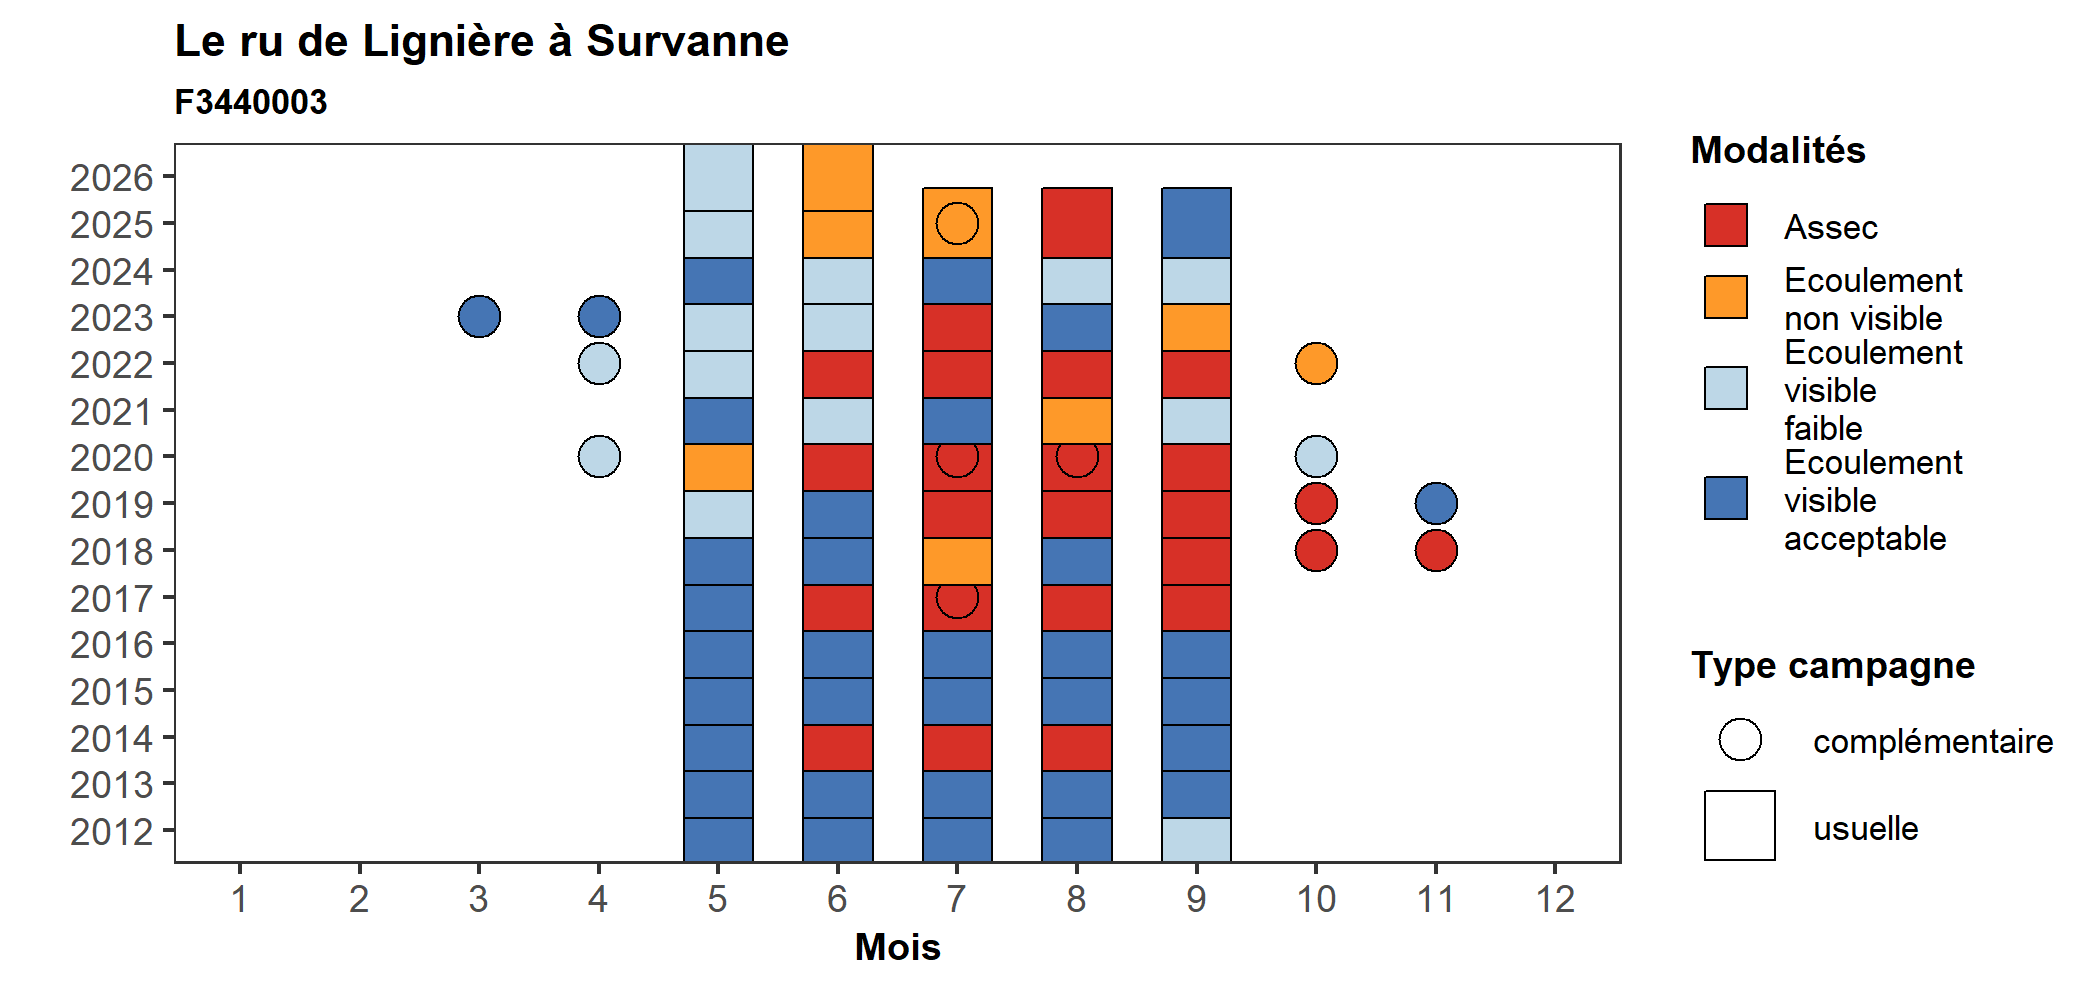 Le ru de Lignière à Survanne
F3440003
2026
2025
2024
2023
2022
2021
2020
2019
2018
2017
2016
2015
2014
2013
2012
1 2 3 4 5 6 7 8 9 10 11 12
Mois
Modalités
Assec
Ecoulement
non visible
Ecoulement
visible
faible
Ecoulement
visible
acceptable
Type campagne
complémentaire
usuelle